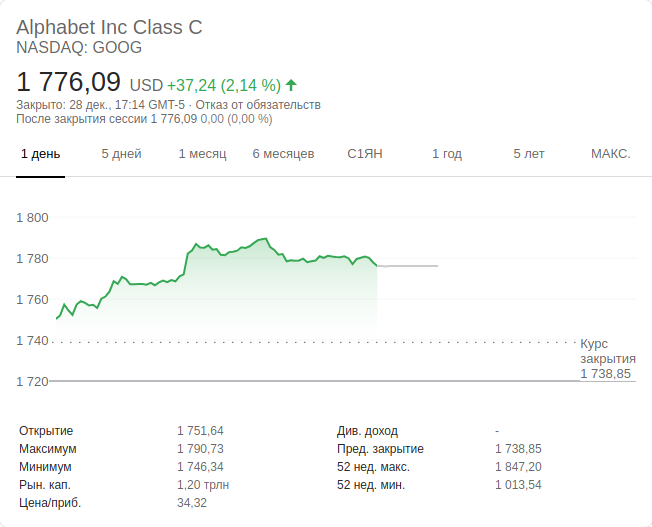 Alphabet Inc Class C
NASDAQ: GOOG
1 776,09 USD +37,24 (2,14 %)
Закрыто: 28 дек., 17:14 GMT-5 · Отказ от обязательств
После закрытия сессии 1 776,09 0,00 (0,00 %)
1 день 5 дней 1 месяц 6 месяцев С1ЯН 1 год 5 лет МАКС.
1 800
1 780
1 760
1 740
Курс
закрытия
1 738,85
1 720
Открытие 1 751,64 Див. доход -
Максимум 1 790,73 Пред. закрытие 1 738,85
Минимум 1 746,34 52 нед. макс. 1 847,20
Рын. кап. 1,20 трлн 52 нед. мин. 1 013,54
Цена/приб. 34,32